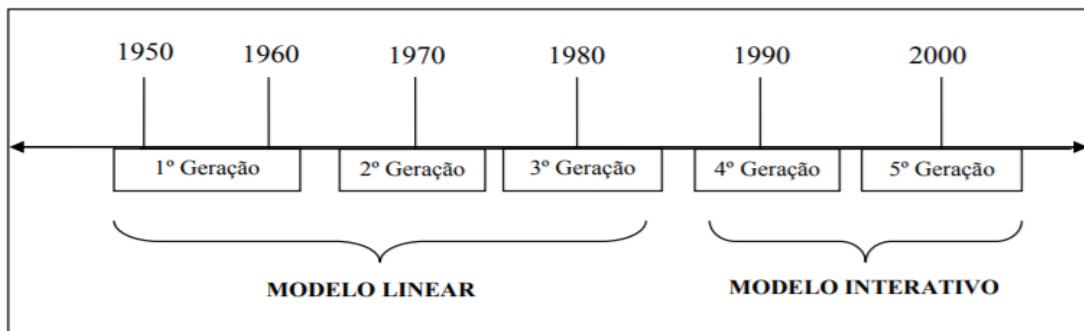 1950 1960 1970 1980 1990 2000
1º Geração 2º Geração 3º Geração 4º Geração 5º Geração
MODELO LINEAR MODELO INTERATIVO